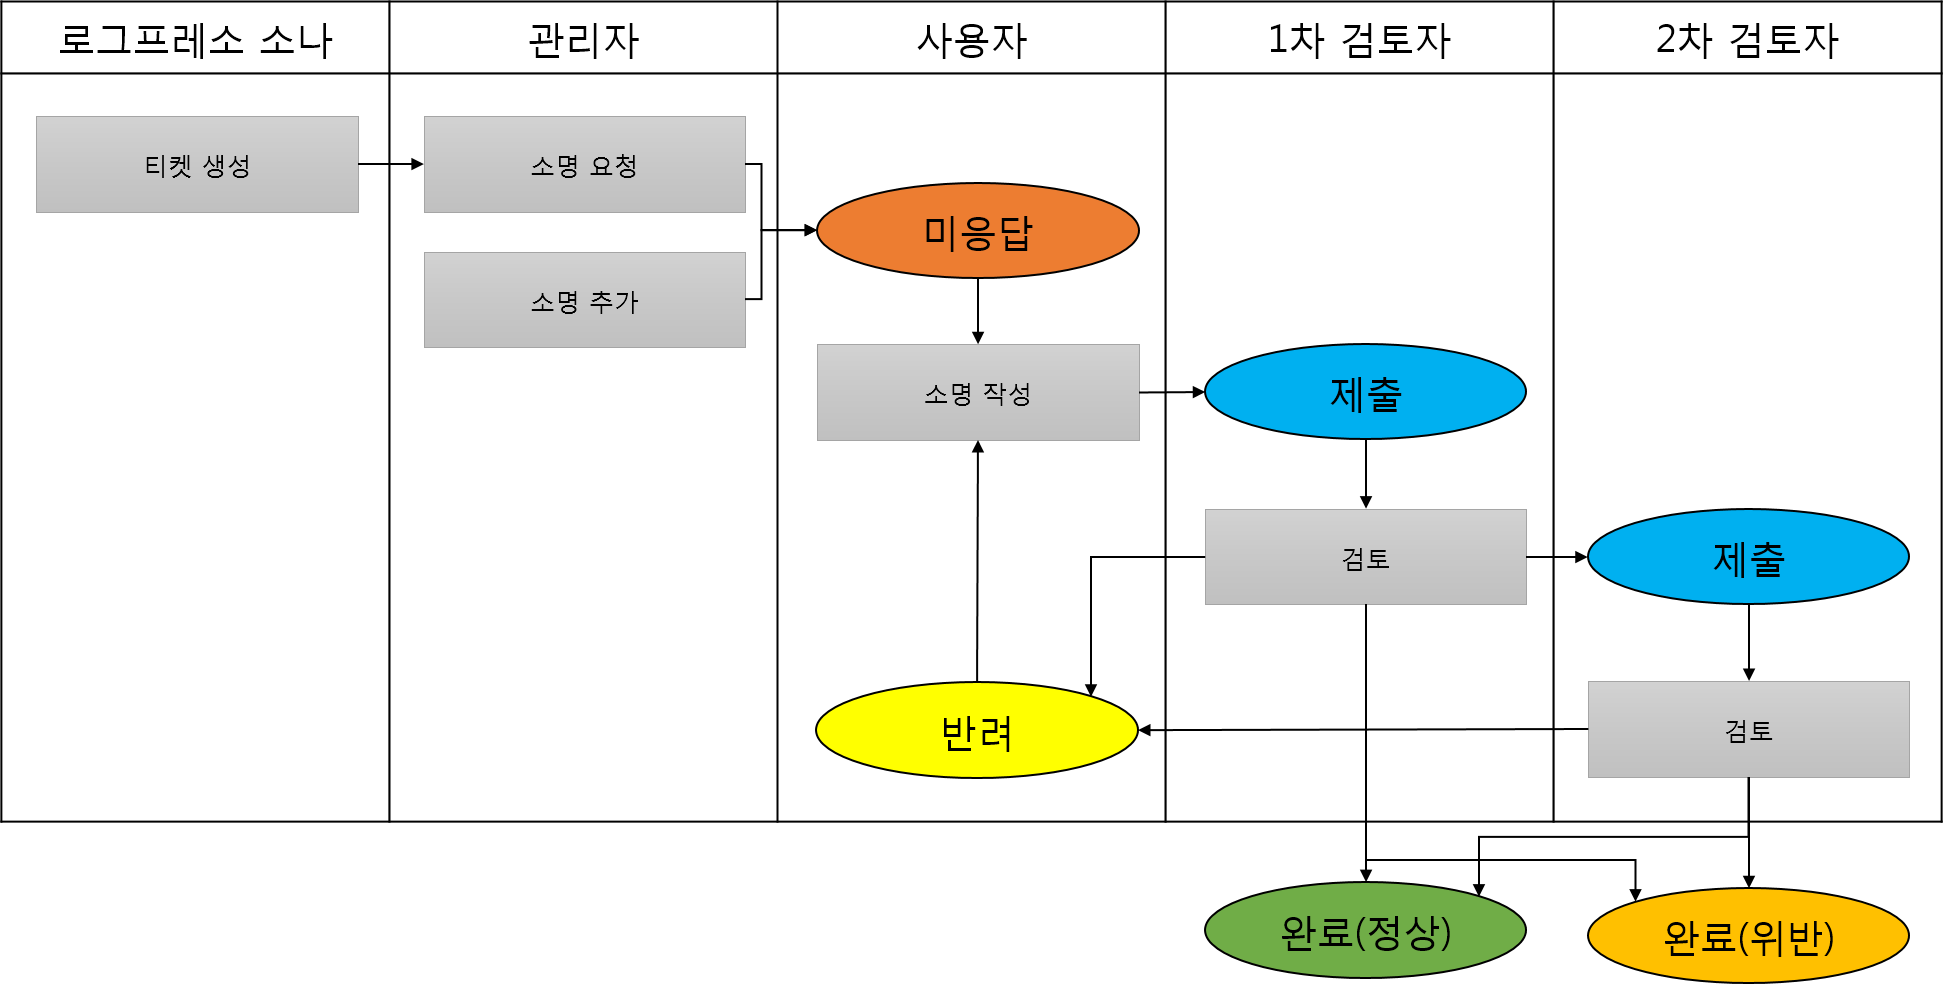 로그프레소 소나
관리자
사용자
1차 검토자
2차 검토자
티켓 생성
소명 요청
미응답
소명 추가
소명 작성
제출
검토
제출
반려
검토
완료(정상)
완료(위반)